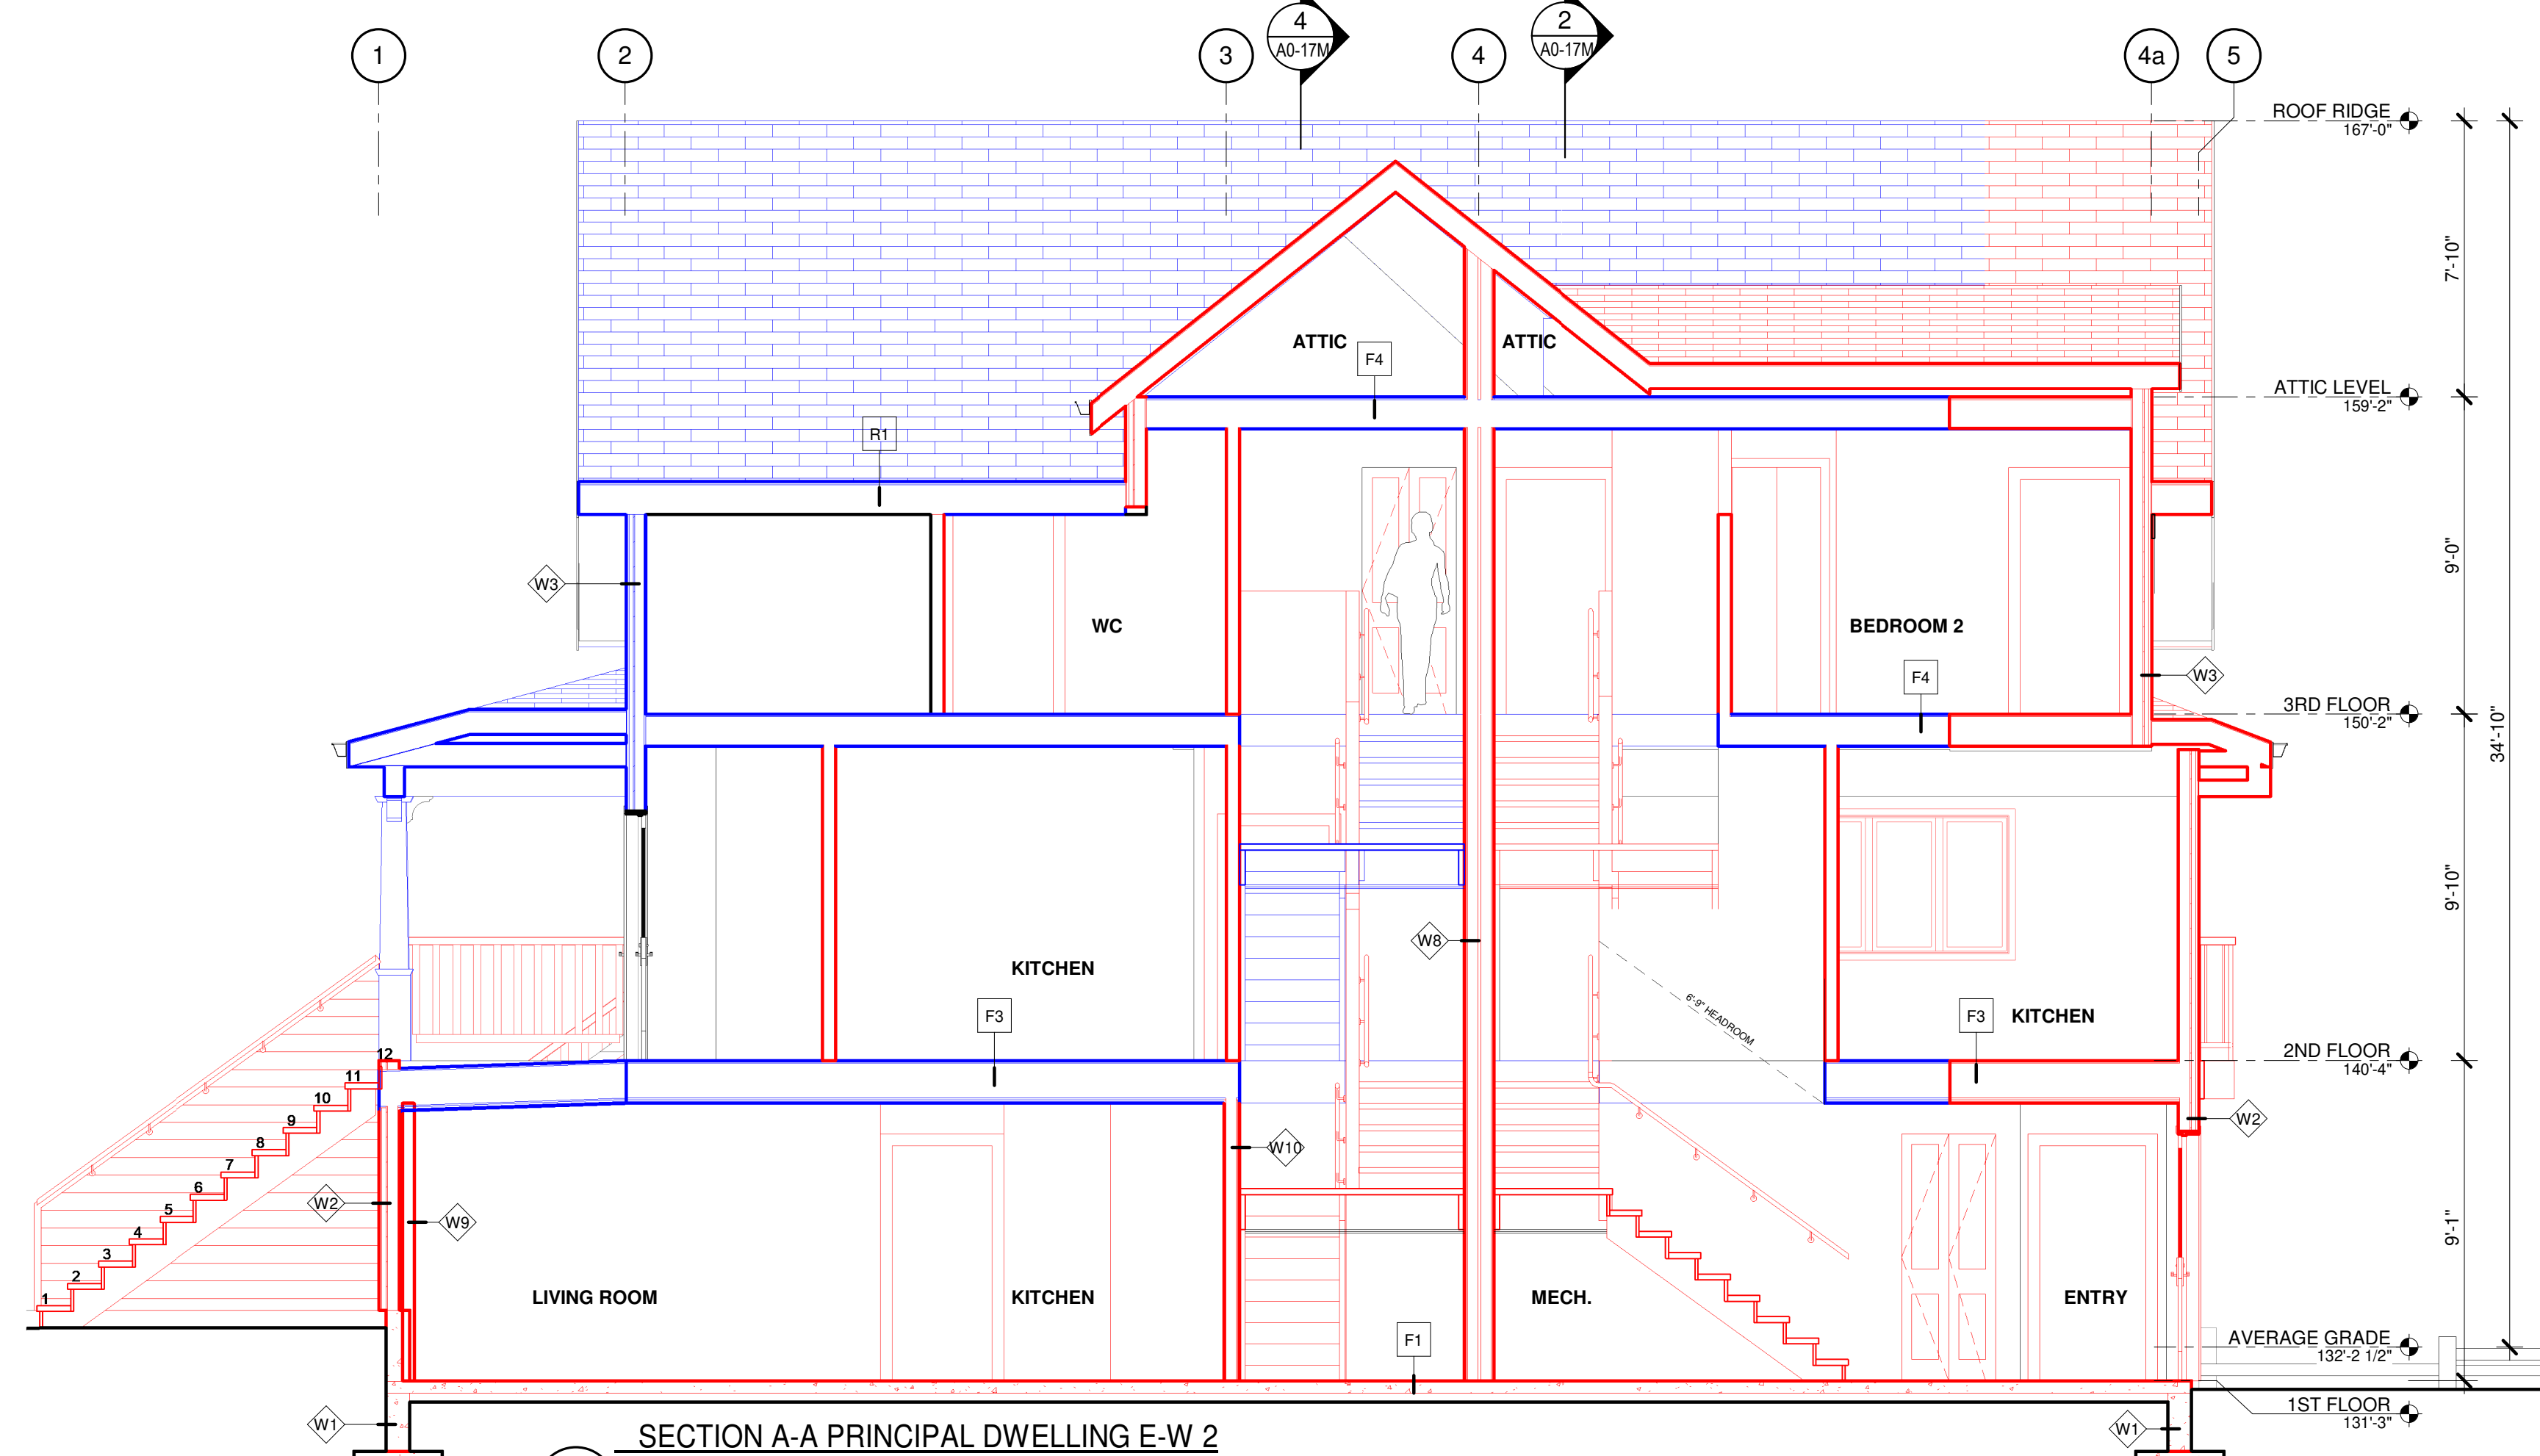 1
2
3
4
A0-17M
4
2
A0-17M
4a
5
ROOF RIDGE
167'-0"
7'-10"
ATTIC
F4
ATTIC
ATTIC LEVEL
159'-2"
R1
9'-0"
W3
WC
BEDROOM 2
F4
W3
3RD FLOOR
150'-2"
34'-10"
9'-10"
W8
KITCHEN
6'-9" HEADROOM
F3
F3
KITCHEN
2ND FLOOR
140'-4"
12
11
10
9
8
7
6
5
4
3
2
1
W10
W2
W2
W9
9'-1"
LIVING ROOM
KITCHEN
MECH.
ENTRY
F1
AVERAGE GRADE
132'-2 1/2"
1ST FLOOR
131'-3"
W1
W1
SECTION A-A PRINCIPAL DWELLING E-W 2